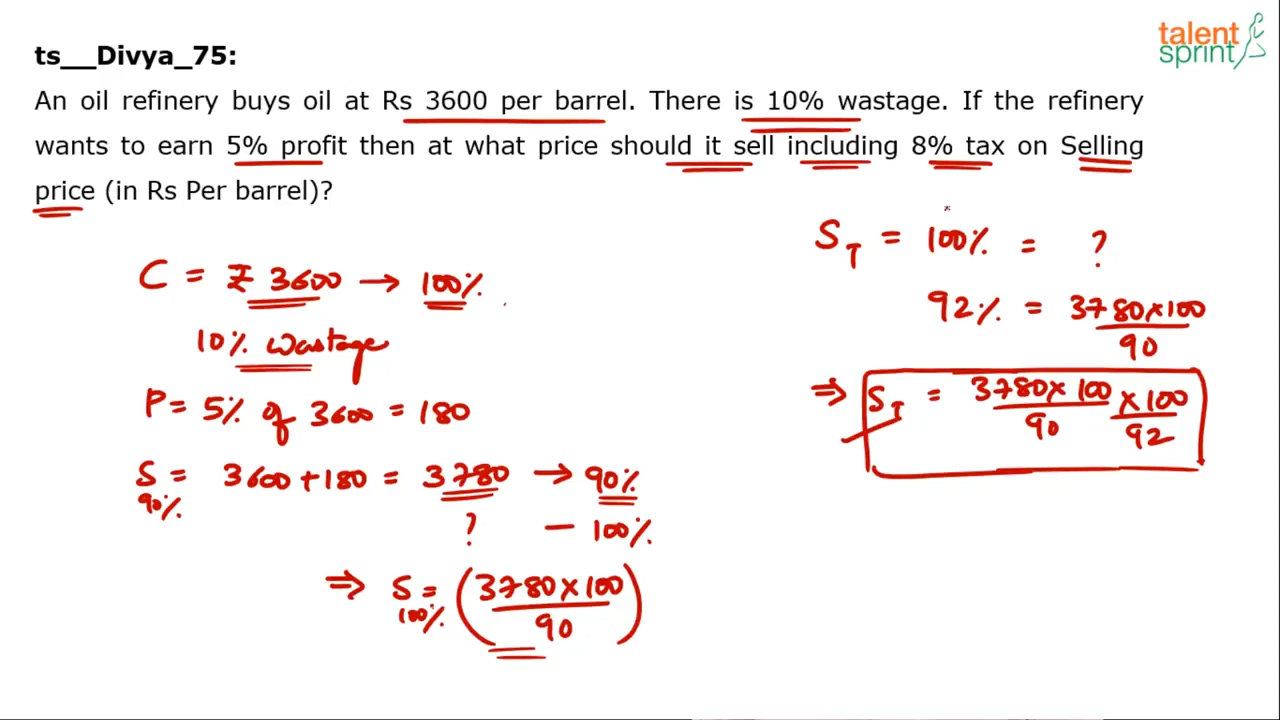 talent
sprint
ts__Divya_75:
An oil refinery buys oil at Rs 3600 per barrel. There is 10% wastage. If the refinery
wants to earn 5% profit then at what price should it sell including 8% tax on Selling
price (in Rs Per barrel)?
C = ₹ 3600 → 100%
10% wastage
P = 5% of 3600 = 180
S = 3600 + 180 = 3780 → 90%
90%
? – 100%
⇒ S = (3780 × 100
100%
90)
S_T = 100% = ?
92% = 3780 × 100
90
⇒ S_T = 3780 × 100 × 100
90 92